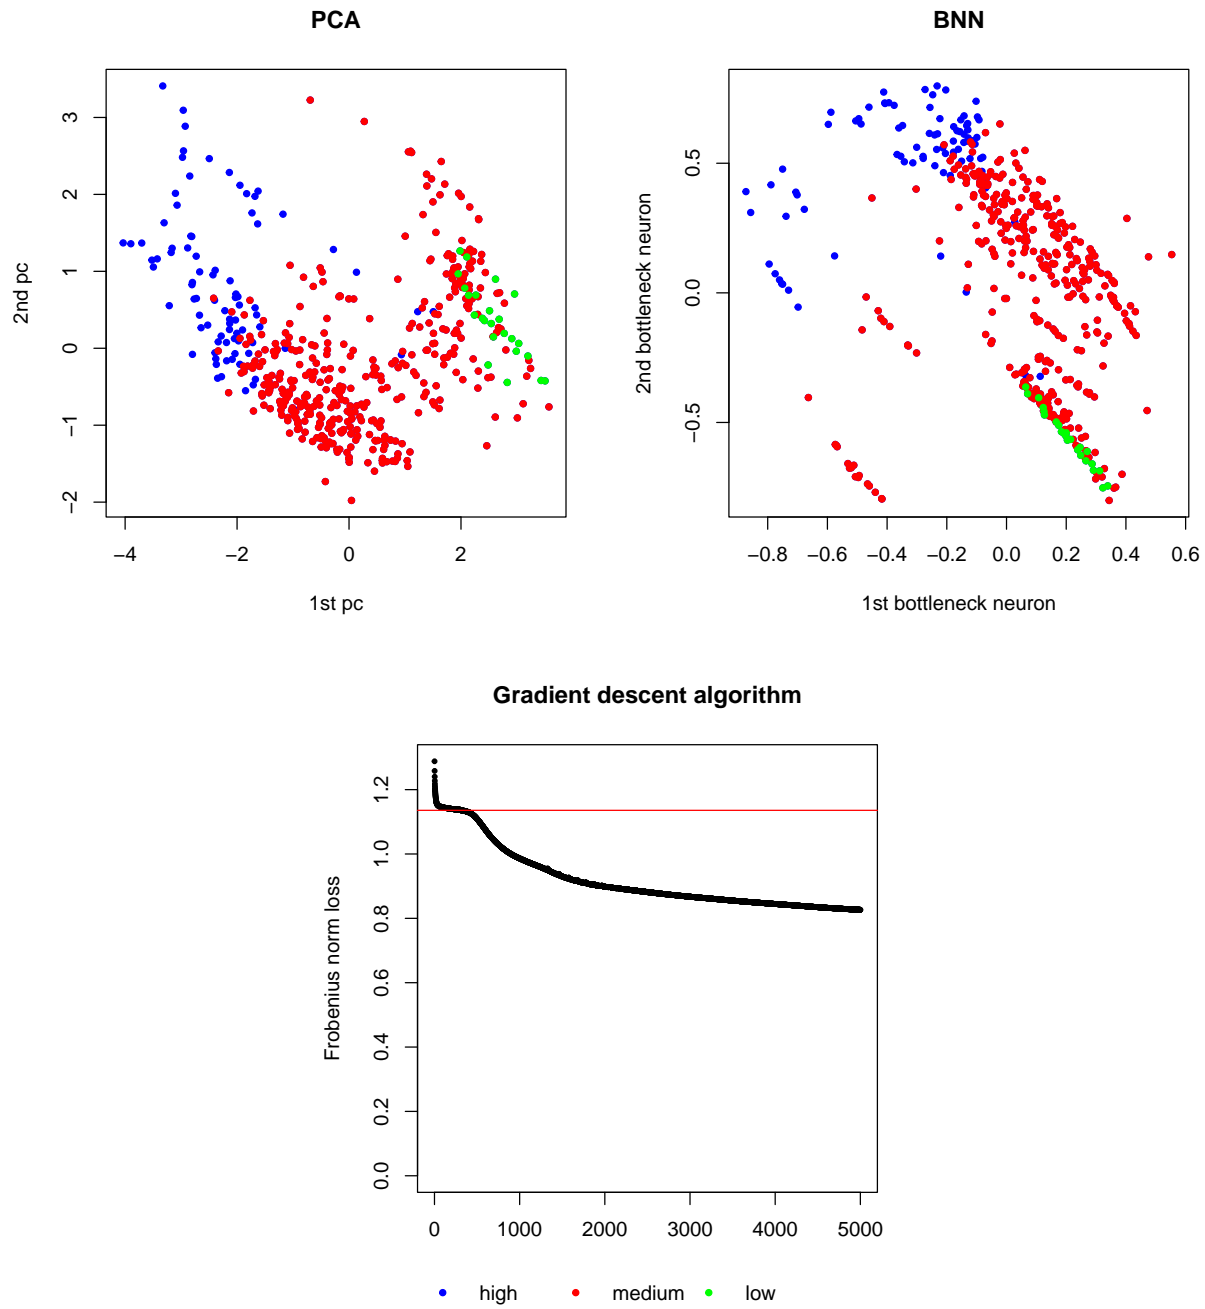 PCA
3
2
1
0
−1
−2
2nd pc
−4 −2 0 2
1st pc
BNN
0.5
0.0
−0.5
2nd bottleneck neuron
−0.8 −0.6 −0.4 −0.2 0.0 0.2 0.4 0.6
1st bottleneck neuron
Gradient descent algorithm
1.2
1.0
0.8
0.6
0.4
0.2
0.0
Frobenius norm loss
0 1000 2000 3000 4000 5000
high medium low